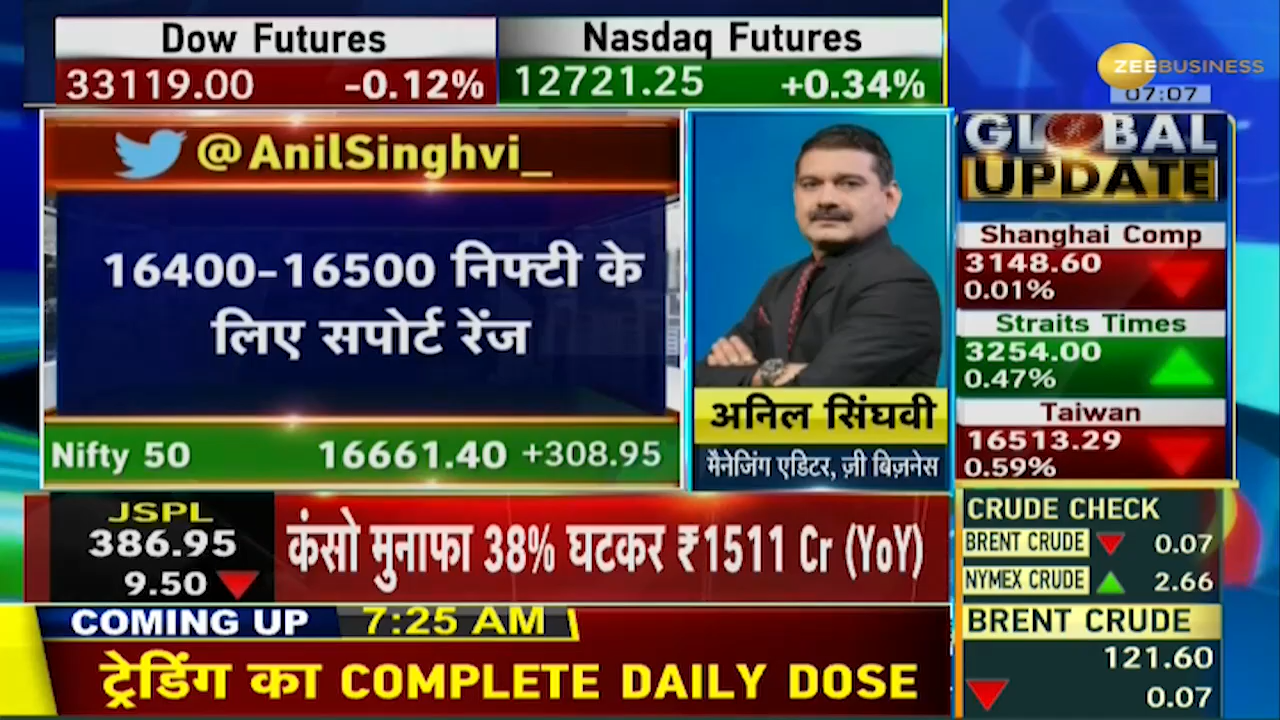 Dow Futures
33119.00 -0.12%
Nasdaq Futures
12721.25 +0.34%
ZEEBUSINESS
07:07
@AnilSinghvi_
16400-16500 निफ्टी के
लिए सपोर्ट रेंज
Nifty 50 16661.40 +308.95
अनिल सिंघवी
मैनेजिंग एडिटर, ज़ी बिज़नेस
GLOBAL
UPDATE
Shanghai Comp
3148.60
0.01%
Straits Times
3254.00
0.47%
Taiwan
16513.29
0.59%
JSPL
386.95
9.50
कंसो मुनाफा 38% घटकर ₹1511 Cr (YoY)
CRUDE CHECK
BRENT CRUDE 0.07
NYMEX CRUDE 2.66
BRENT CRUDE
121.60
0.07
COMING UP 7:25 AM
ट्रेडिंग का COMPLETE DAILY DOSE